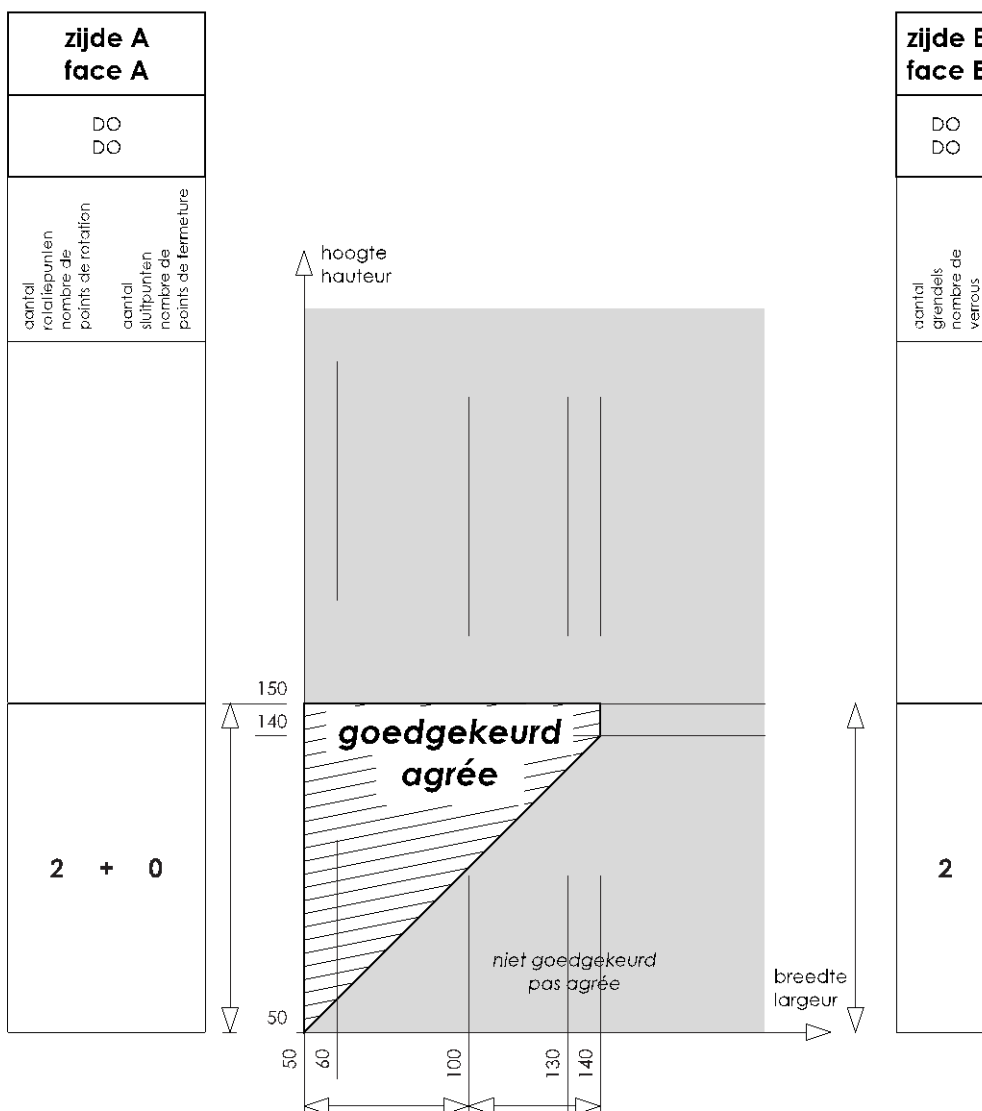 zijde A
face A
DO
DO
aantal
rotatiepunten
nombre de
points de rotation
aantal
sluitpunten
nombre de
points de fermeture
2 + 0
hoogte
hauteur
150
140
50
goedgekeurd
agrée
niet goedgekeurd
pas agrée
breedte
largeur
50
60
100
130
140
zijde
face
DO
DO
aantal
grendels
nombre de
verrous
2